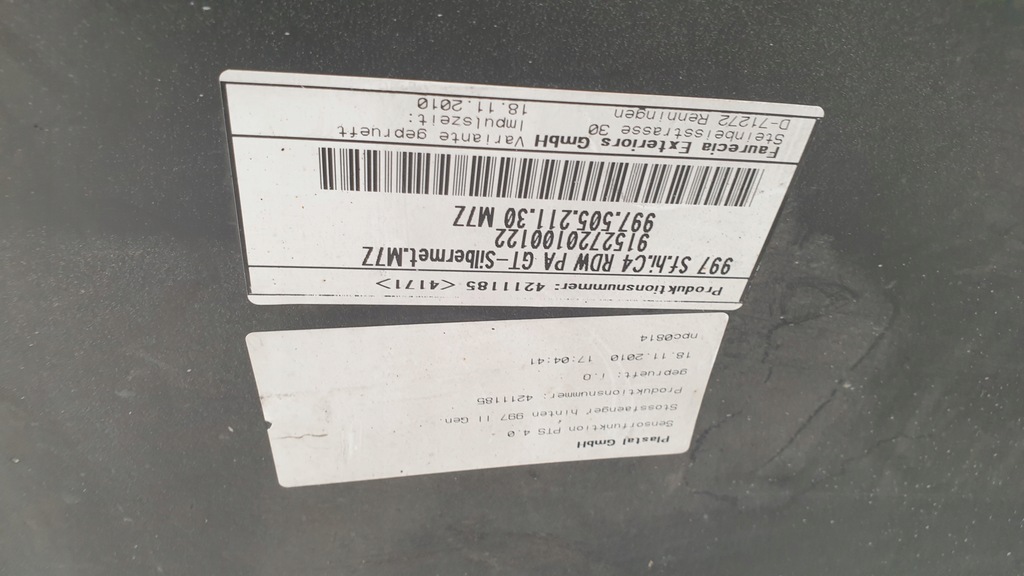 Plastal GmbH
Sensorfunktion PTS 4.0
Stossfaenger hinten 997 II Gen.
Produktionsnummer: 4211185
geprueft: i.O
18.11.2010 17:04:41
npc0814
Produktionsnummer: 4211185 <4171>
997 Sf.hi.C4 RDW PA GT-Silbermet.M7Z
9152720100122
997.505.211.30 M7Z
Faurecia Exteriors GmbH Variante geprueft
Steinbeisstrasse 30 Impulszeit:
D-71272 Renningen 18.11.2010